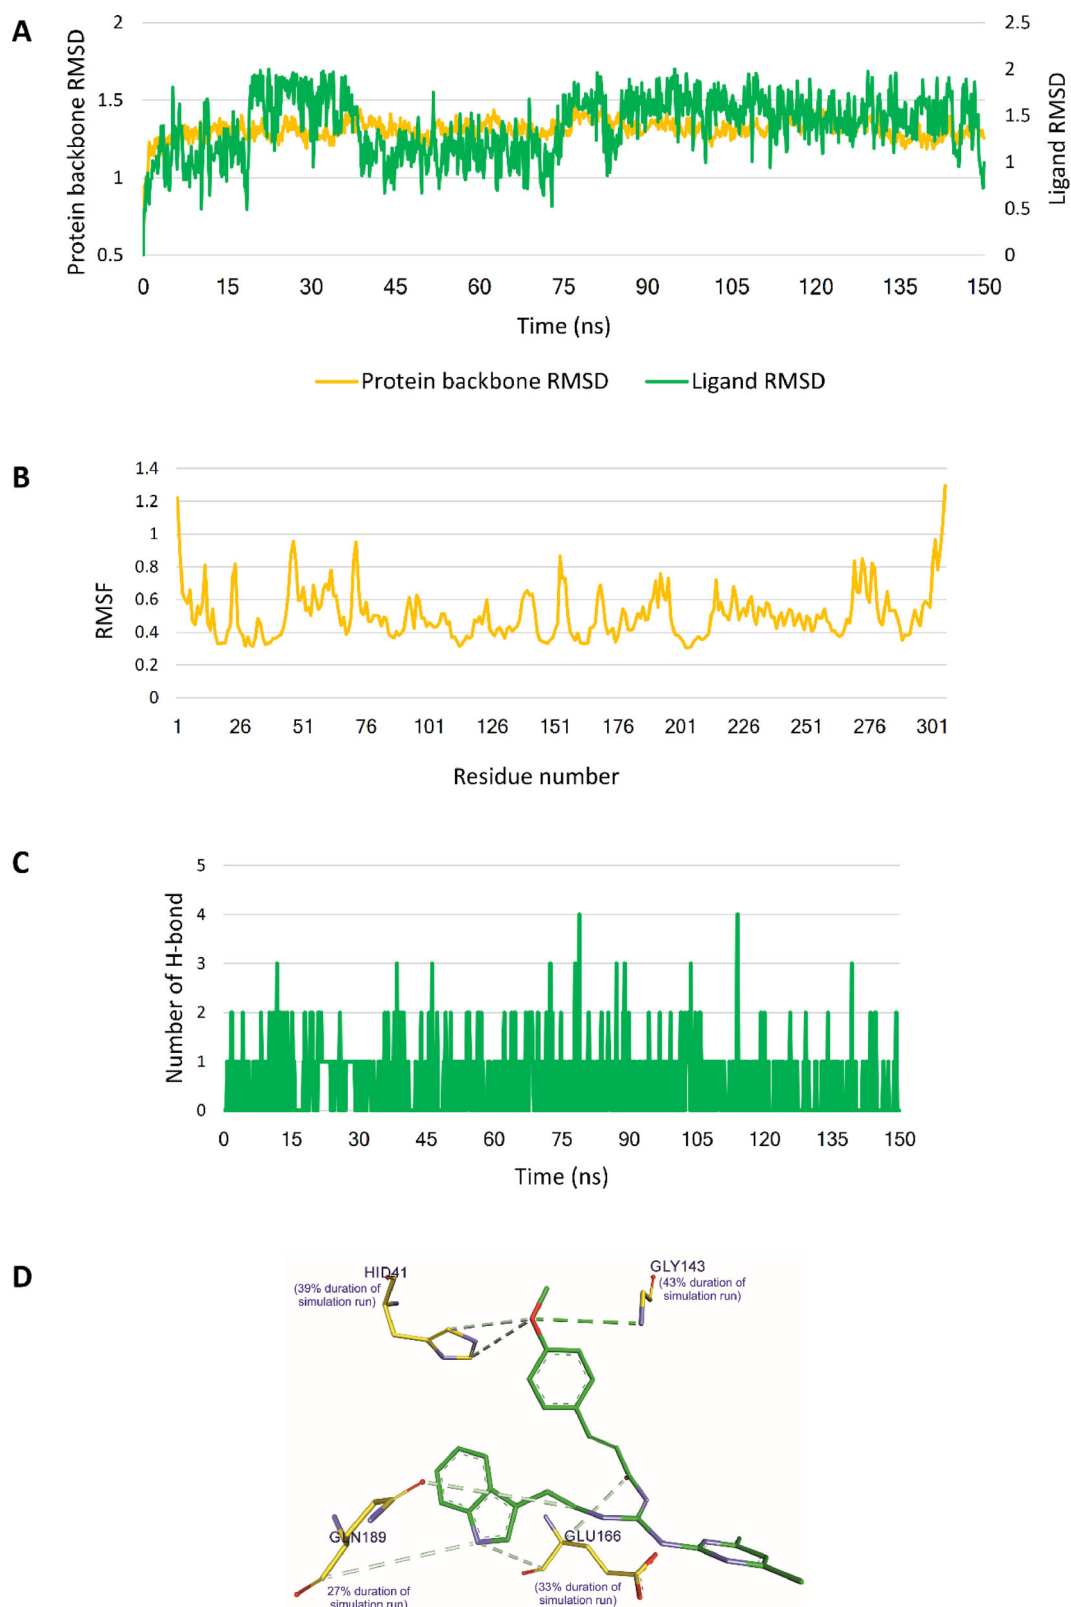 A
Protein backbone RMSD
2
1.5
1
0.5
2.5
2
1.5
1
0.5
0
Ligand RMSD
0 15 30 45 60 75 90 105 120 135 150
Time (ns)
Protein backbone RMSD Ligand RMSD
B
RMSF
1.4
1.2
1
0.8
0.6
0.4
0.2
0
1 26 51 76 101 126 151 176 201 226 251 276 301
Residue number
C
Number of H-bond
5
4
3
2
1
0
0 15 30 45 60 75 90 105 120 135 150
Time (ns)
D
HID41
(39% duration of
simulation run)
GLY143
(43% duration of
simulation run)
GLN189
27% duration of
simulation run)
GLU166
(33% duration of
simulation run)